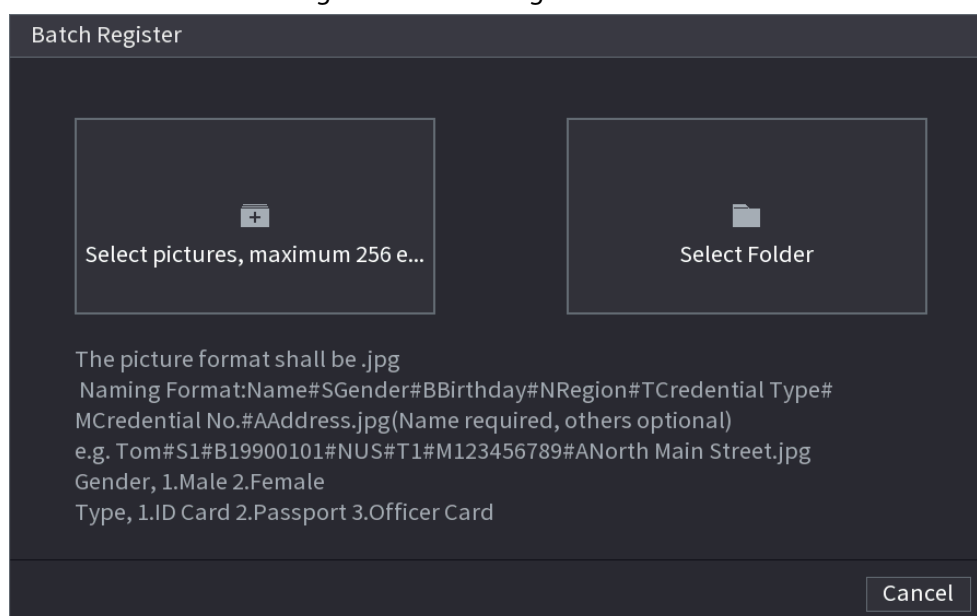 Batch Register
Select pictures, maximum 256 e...
Select Folder
The picture format shall be .jpg
Naming Format:Name#SGender#BBirthday#NRegion#TCredential Type#
MCredential No.#AAddress.jpg(Name required, others optional)
e.g. Tom#S1#B19900101#NUS#T1#M123456789#ANorth Main Street.jpg
Gender, 1.Male 2.Female
Type, 1.ID Card 2.Passport 3.Officer Card
Cancel